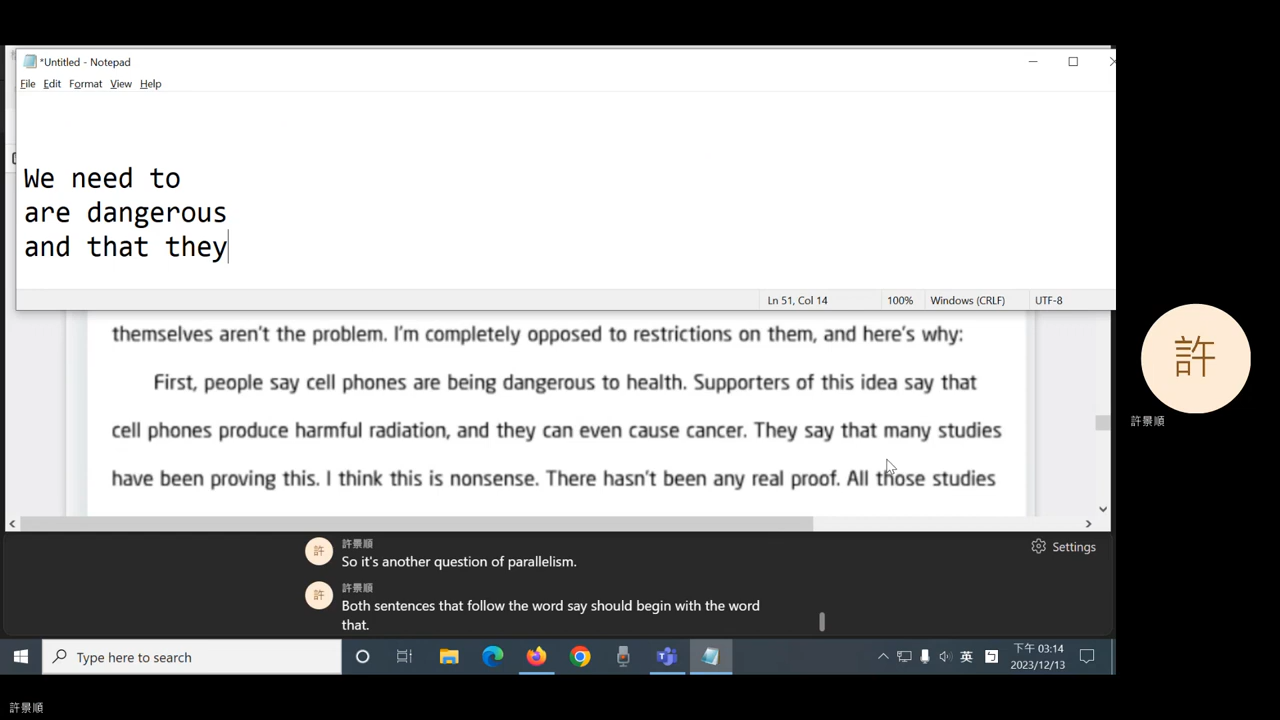 *Untitled - Notepad
File Edit Format View Help
We need to
are dangerous
and that they
Ln 51, Col 14 100% Windows (CRLF) UTF-8
themselves aren't the problem. I'm completely opposed to restrictions on them, and here's why:
First, people say cell phones are being dangerous to health. Supporters of this idea say that
cell phones produce harmful radiation, and they can even cause cancer. They say that many studies
have been proving this. I think this is nonsense. There hasn't been any real proof. All those studies
許
許景順
許
許景順
So it's another question of parallelism.
許
許景順
Both sentences that follow the word say should begin with the word
that.
Settings
Type here to search
英
下午 03:14
2023/12/13
許景順